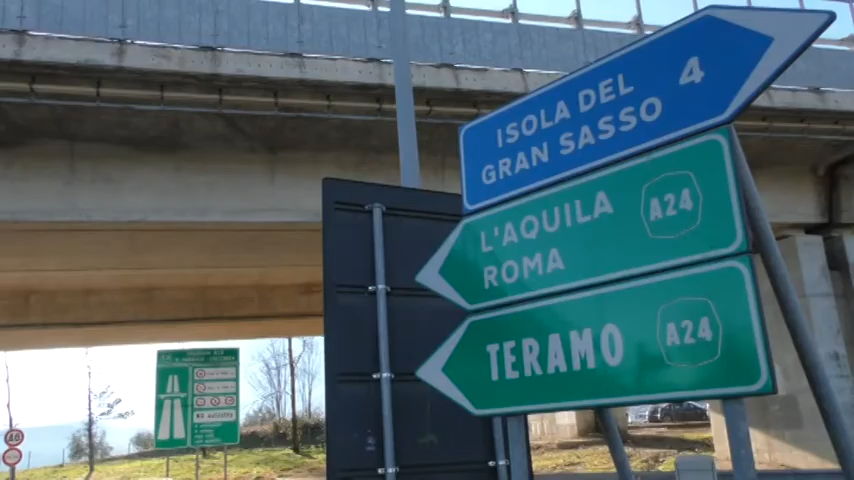 ISOLA DEL 4
GRAN SASSO
L'AQUILA A24
ROMA
TERAMO A24
40